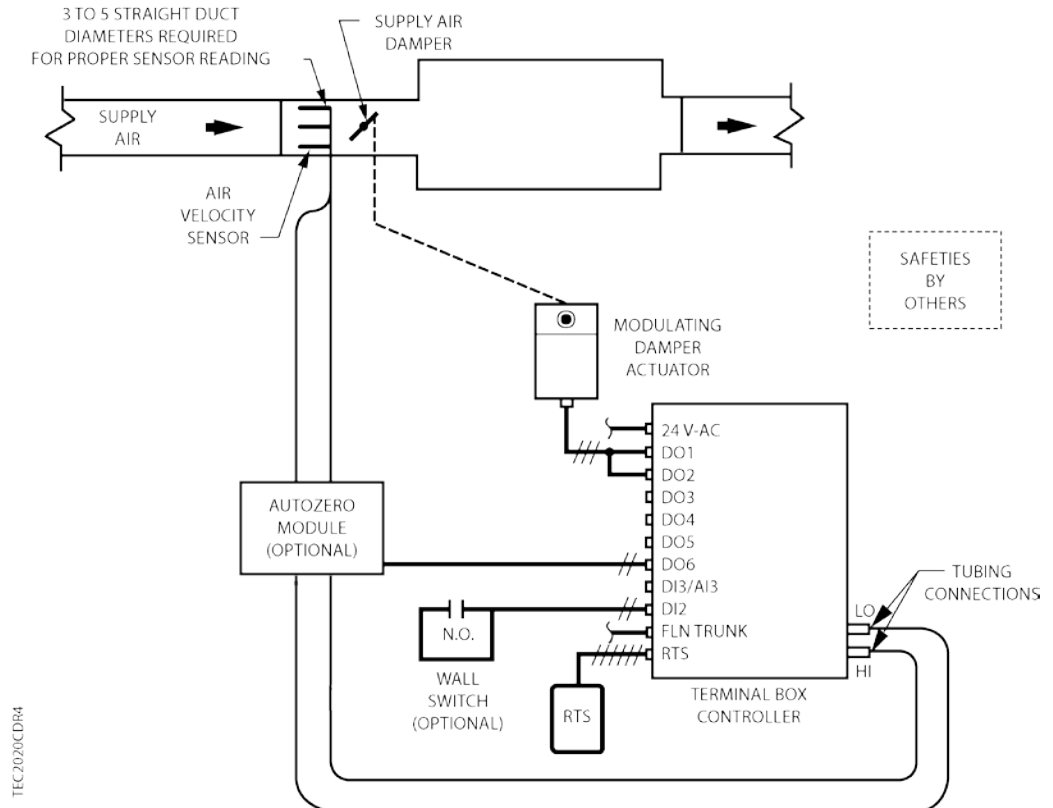 3 TO 5 STRAIGHT DUCT
DIAMETERS REQUIRED
FOR PROPER SENSOR READING
SUPPLY AIR
DAMPER
SUPPLY
AIR
AIR
VELOCITY
SENSOR
SAFETIES
BY
OTHERS
MODULATING
DAMPER
ACTUATOR
24 V-AC
DO1
DO2
DO3
DO4
DO5
DO6
DI3/AI3
DI2
FLN TRUNK
RTS
AUTOZERO
MODULE
(OPTIONAL)
N.O.
WALL
SWITCH
(OPTIONAL)
RTS
LO
HI
TUBING
CONNECTIONS
TERMINAL BOX
CONTROLLER
TEC2020CDR4